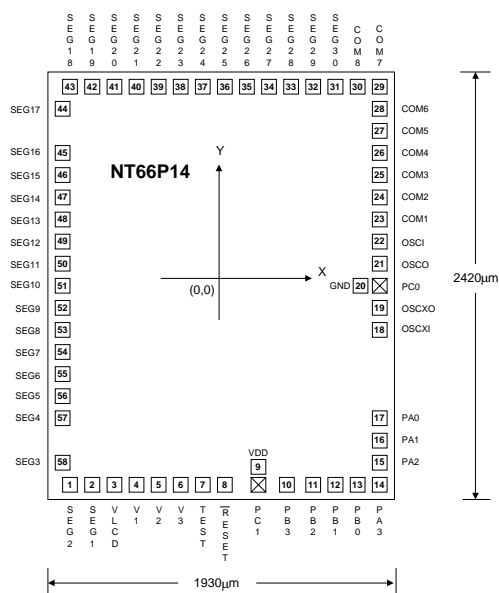 SEG18 SEG19 SEG20 SEG21 SEG22 SEG23 SEG24 SEG25 SEG26 SEG27 SEG28 SEG29 SEG30 COM8 COM7
43 42 41 40 39 38 37 36 35 34 33 32 31 30 29
SEG17 44 28 COM6
27 COM5
SEG16 45 Y 26 COM4
SEG15 46 NT66P14 25 COM3
SEG14 47 24 COM2
SEG13 48 23 COM1
SEG12 49 22 OSCI
SEG11 50 21 OSCO
X
SEG10 51 (0,0) GND 20 PC0 2420µm
SEG9 52 19 OSCXO
SEG8 53 18 OSCXI
SEG7 54
SEG6 55
SEG5 56
SEG4 57 17 PA0
16 PA1
VDD
SEG3 58 9 15 PA2
1 2 3 4 5 6 7 8 10 11 12 13 14
SEG2 SEG1 VLCD V1 V2 V3 TEST RESET PC1 PB3 PB2 PB1 PB0 PA3
1930µm